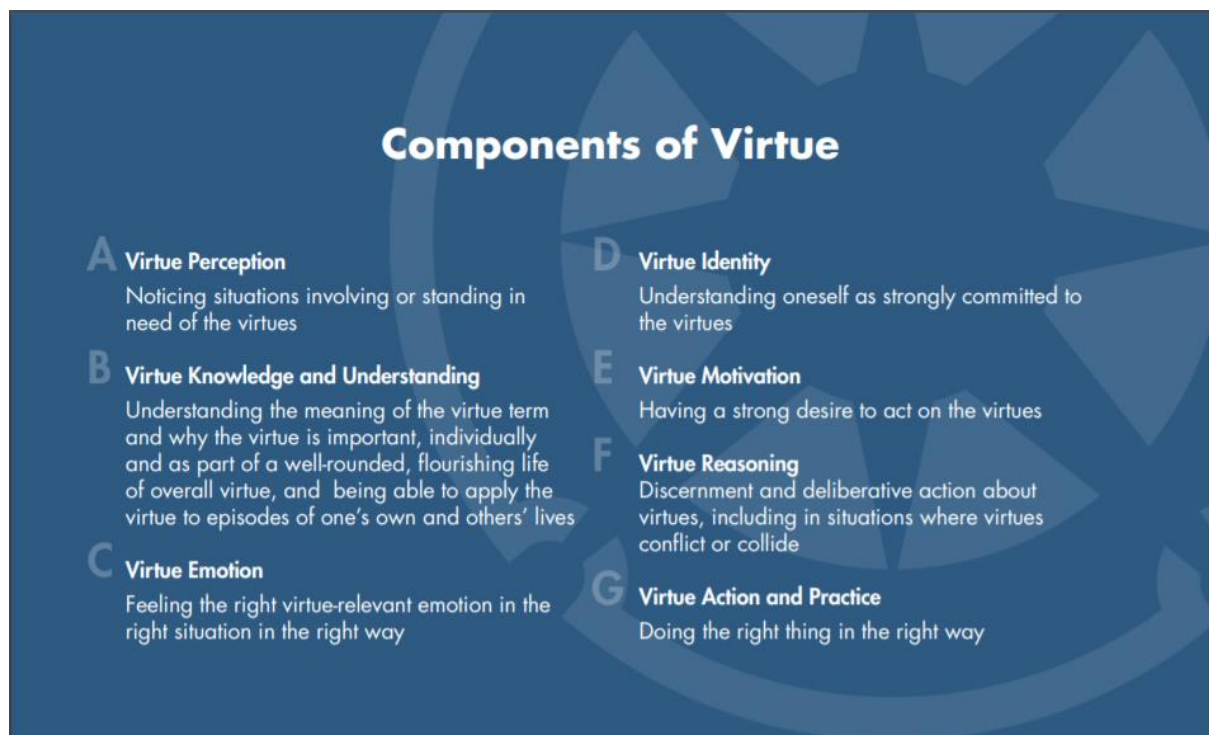 Components of Virtue
A
Virtue Perception
Noticing situations involving or standing in
need of the virtues
B
Virtue Knowledge and Understanding
Understanding the meaning of the virtue term
and why the virtue is important, individually
and as part of a well-rounded, flourishing life
of overall virtue, and being able to apply the
virtue to episodes of one's own and others' lives
C
Virtue Emotion
Feeling the right virtue-relevant emotion in the
right situation in the right way
D
Virtue Identity
Understanding oneself as strongly committed to
the virtues
E
Virtue Motivation
Having a strong desire to act on the virtues
F
Virtue Reasoning
Discernment and deliberative action about
virtues, including in situations where virtues
conflict or collide
G
Virtue Action and Practice
Doing the right thing in the right way